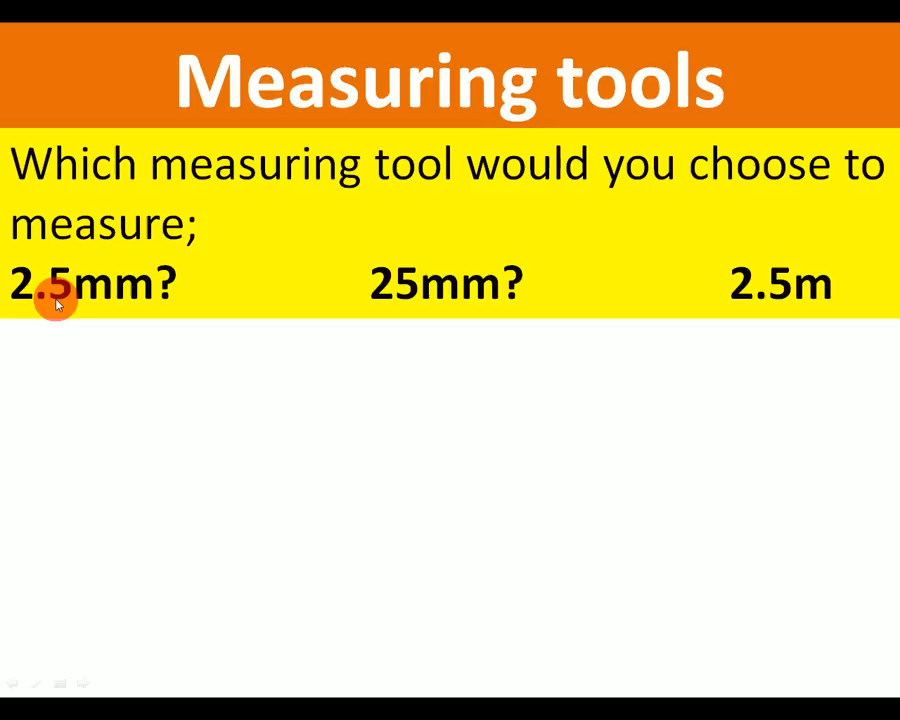 Measuring tools
Which measuring tool would you choose to
measure;
2.5mm? 25mm? 2.5m